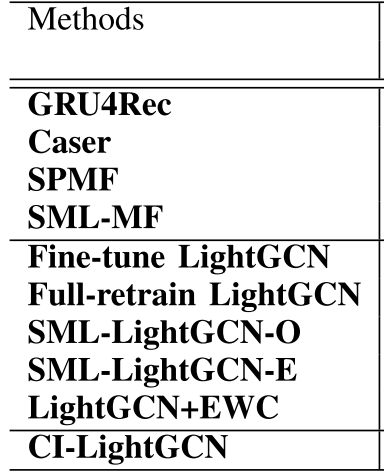 Methods
GRU4Rec
Caser
SPMF
SML-MF
Fine-tune LightGCN
Full-retrain LightGCN
SML-LightGCN-O
SML-LightGCN-E
LightGCN+EWC
CI-LightGCN